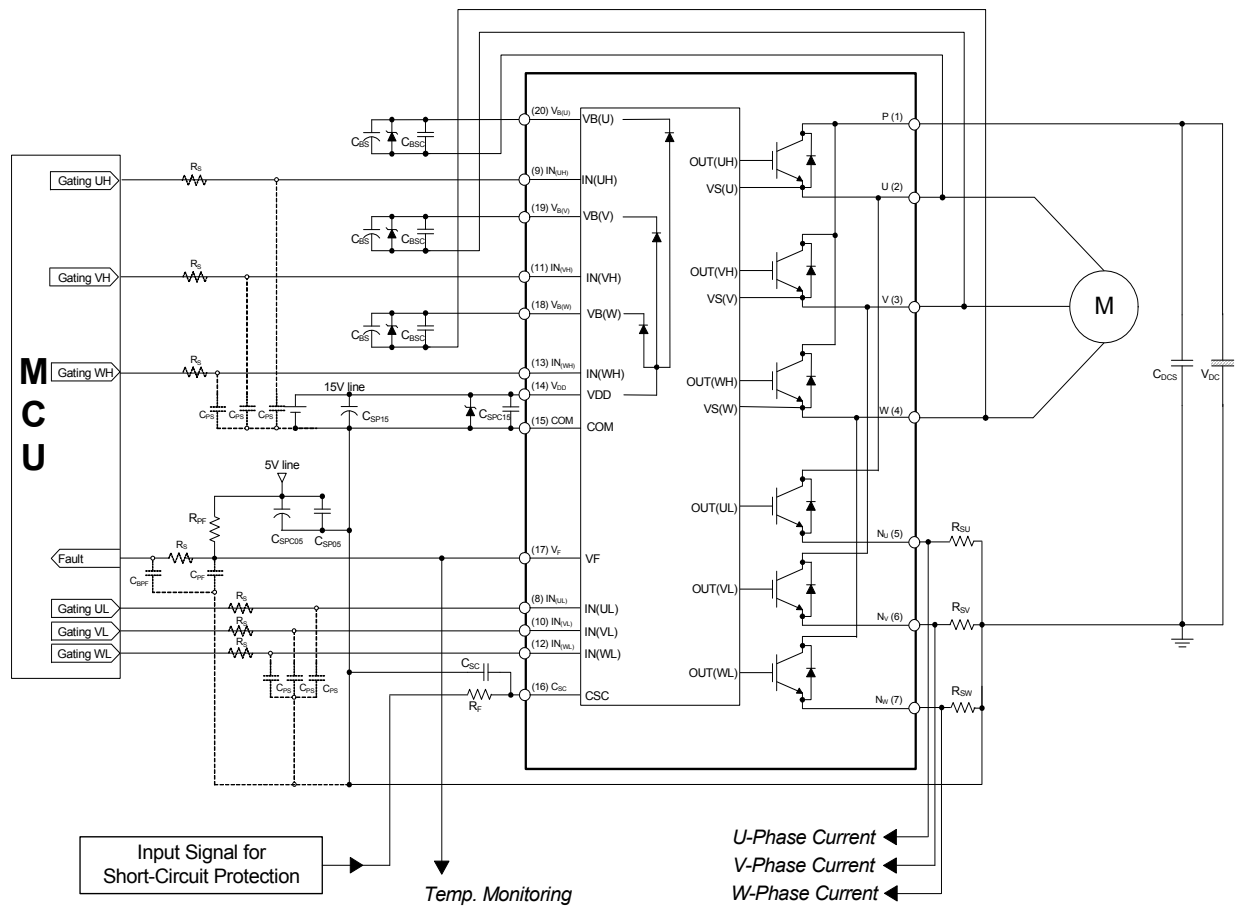 (20) VB(U)
VB(U)
P (1)
CBS
CBSC
OUT(UH)
MCU
RS
Gating UH
(9) IN(UH)
IN(UH)
VS(U)
U (2)
(19) VB(V)
VB(V)
CBS
CBSC
RS
Gating VH
(11) IN(VH)
IN(VH)
OUT(VH)
VS(V)
V (3)
M
(18) VB(W)
VB(W)
CBS
CBSC
RS
Gating WH
(13) IN(WH)
IN(WH)
OUT(WH)
CDCS
VDC
15V line
(14) VDD
VDD
CPS
CPS
CPS
CSP15
CSPC15
VS(W)
W (4)
(15) COM
COM
5V line
RPF
CSPC05
CSP05
OUT(UL)
NU (5)
RSU
RS
Fault
(17) VF
VF
CBPF
CPF
OUT(VL)
RS
Gating UL
(8) IN(UL)
IN(UL)
RS
Gating VL
(10) IN(VL)
IN(VL)
NV (6)
RSV
RS
Gating WL
(12) IN(WL)
IN(WL)
CSC
CPS
CPS
CPS
OUT(WL)
RF
(16) CSC
CSC
NW (7)
RSW
Input Signal for
Short-Circuit Protection
Temp. Monitoring
U-Phase Current
V-Phase Current
W-Phase Current